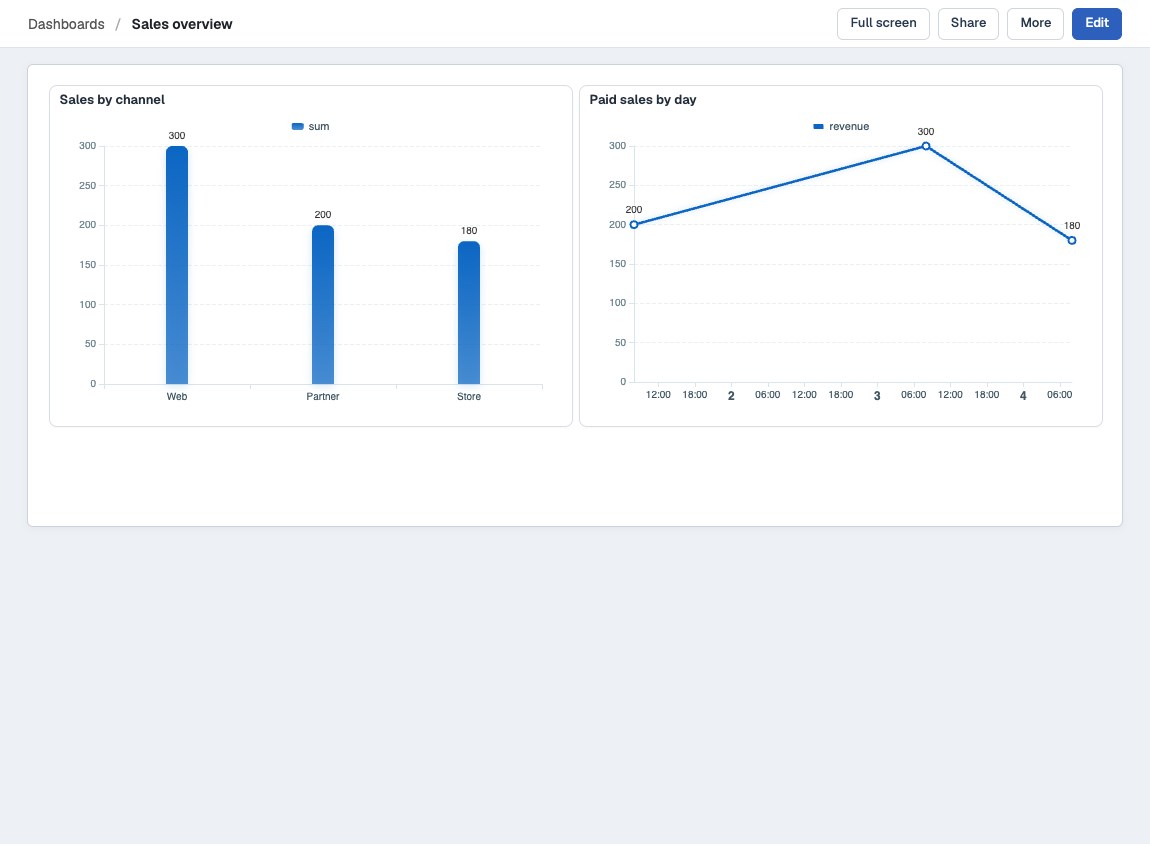 Dashboards / Sales overview
Full screen
Share
More
Edit
Sales by channel
sum
300
250
200
150
100
50
0
300
200
180
Web
Partner
Store
Paid sales by day
revenue
300
250
200
150
100
50
0
200
300
180
12:00
18:00
2
06:00
12:00
18:00
3
06:00
12:00
18:00
4
06:00